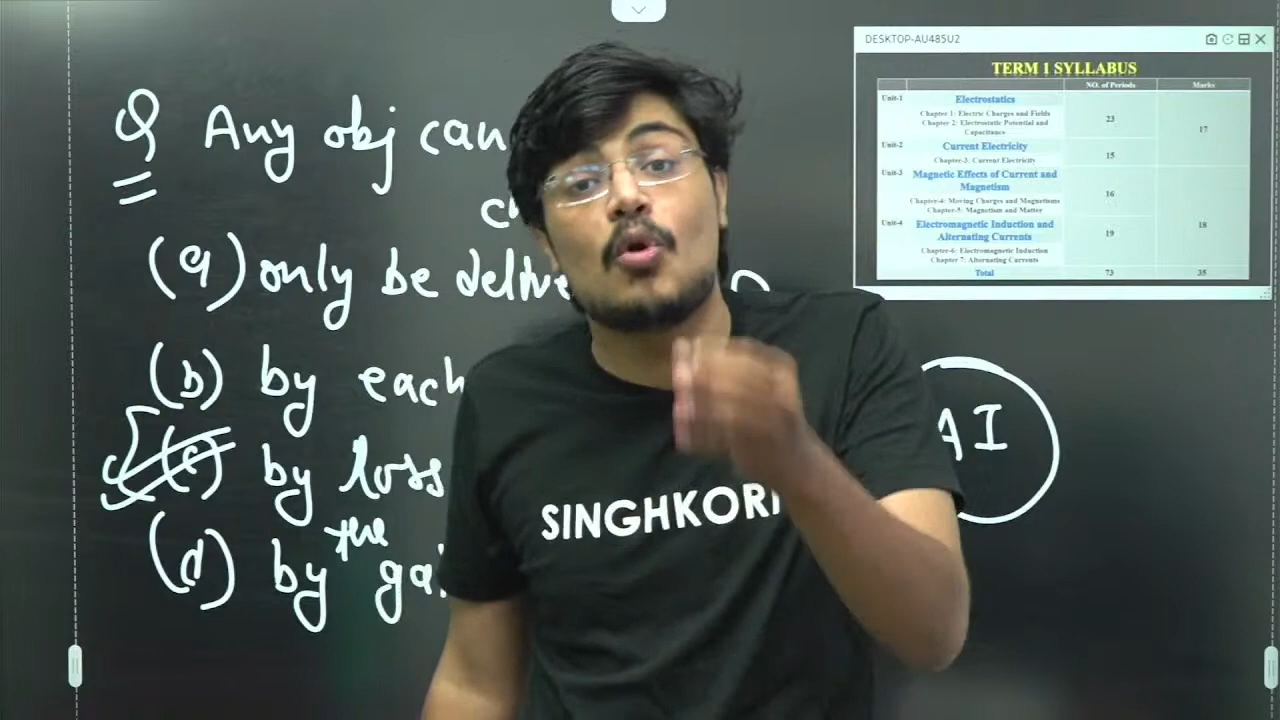 Q Any obj can
(a) only be
(b) by each
(c) by loss
(d) by the
AI
SINGHKORI
DESKTOP-AU485U2
TERM 1 SYLLABUS
NO. of Periods Marks
Unit-1 Electrostatics
Chapter 1: Electric Charges and Fields
Chapter 2: Electrostatic Potential and
Capacitance
23
17
Unit-2 Current Electricity
Chapter-3: Current Electricity
15
Unit-3 Magnetic Effects of Current and
Magnetism
Chapter-4: Moving Charges and Magnetisms
Chapter-5: Magnetism and Matter
16
18
Unit-4 Electromagnetic Induction and
Alternating Currents
Chapter-6: Electromagnetic Induction
Chapter 7: Alternating Currents
19
Total 73 35